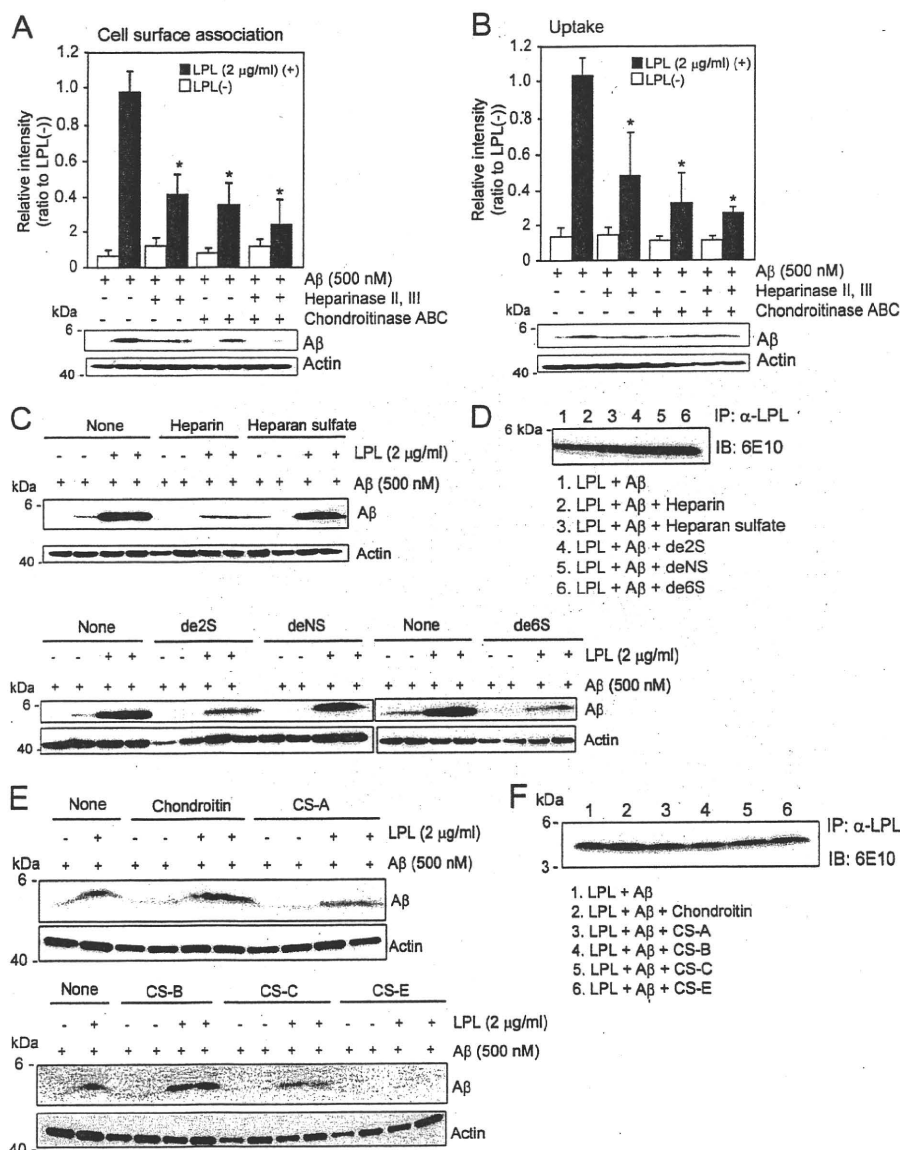 A
Cell surface association
1.2
1.0
0.8
0.6
0.4
2
0
Relative intensity
(ratio to LPL(-))
LPL (2 μg/ml) (+)
LPL(-)
* * *
+ + + + + + + + Aβ (500 nM)
- - + + - - + + Heparinase II, III
- - - - + + + + Chondroitinase ABC
kDa
6 -
Aβ
40 -
Actin
B
Uptake
1.2
1.0
0.8
0.6
0.4
2
0
Relative intensity
(ratio to LPL(-))
LPL (2 μg/ml) (+)
LPL(-)
* * *
+ + + + + + + + Aβ (500 nM)
- - + + - - + + Heparinase II, III
- - - - + + + + Chondroitinase ABC
kDa
6 -
Aβ
40 -
Actin
C
None Heparin Heparan sulfate
- - + + - - + + - - + + LPL (2 μg/ml)
+ + + + + + + + + + + + Aβ (500 nM)
kDa
6 -
Aβ
40 -
Actin
None de2S deNS None de6S
- - + + - - + + - - + + - - + + - - + + LPL (2 μg/ml)
+ + + + + + + + + + + + + + + + + + + + Aβ (500 nM)
kDa
6 -
Aβ
40 -
Actin
D
1 2 3 4 5 6 IP: α-LPL
6 kDa
IB: 6E10
1. LPL + Aβ
2. LPL + Aβ + Heparin
3. LPL + Aβ + Heparan sulfate
4. LPL + Aβ + de2S
5. LPL + Aβ + deNS
6. LPL + Aβ + de6S
E
None Chondroitin CS-A
- + - - + + - - + + LPL (2 μg/ml)
+ + + + + + + + + + Aβ (500 nM)
kDa
6 -
Aβ
40 -
Actin
None CS-B CS-C CS-E
- + - - + + - - + + - - + + LPL (2 μg/ml)
+ + + + + + + + + + + + + + Aβ (500 nM)
kDa
6 -
Aβ
40 -
Actin
F
kDa
1 2 3 4 5 6
6 -
IP: α-LPL
3 -
IB: 6E10
1. LPL + Aβ
2. LPL + Aβ + Chondroitin
3. LPL + Aβ + CS-A
4. LPL + Aβ + CS-B
5. LPL + Aβ + CS-C
6. LPL + Aβ + CS-E